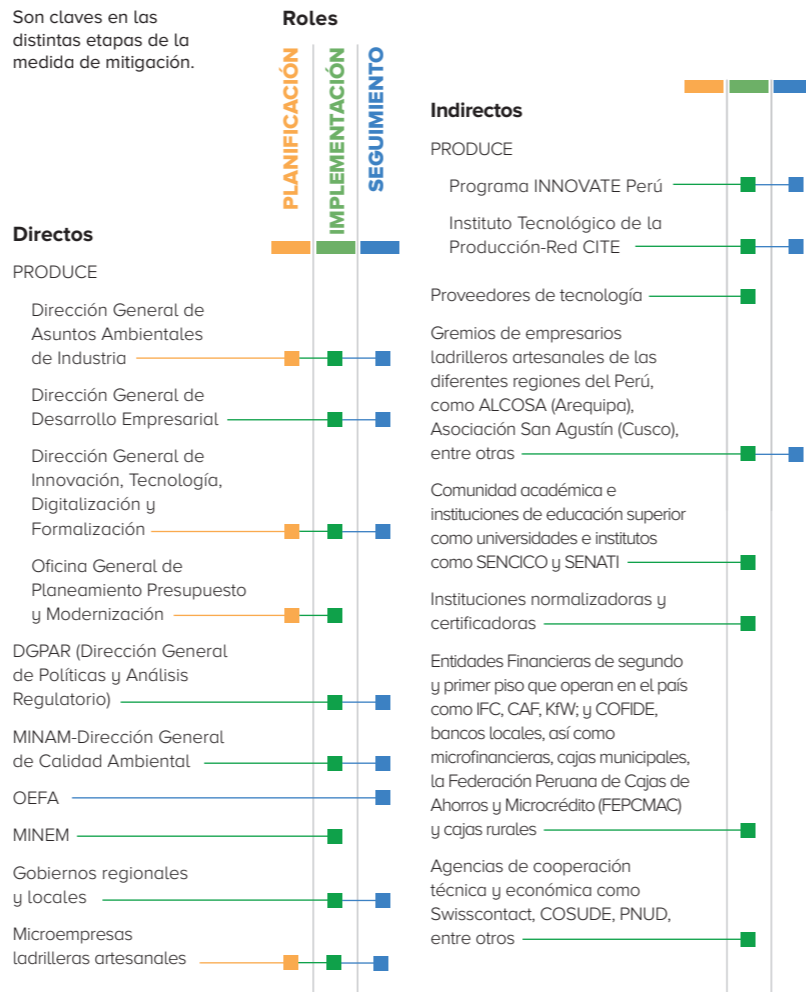 Son claves en las
distintas etapas de la
medida de mitigación.
Roles
PLANIFICACIÓN
IMPLEMENTACIÓN
SEGUIMIENTO
Directos
PRODUCE
Dirección General de
Asuntos Ambientales
de Industria
Dirección General de
Desarrollo Empresarial
Dirección General de
Innovación, Tecnología,
Digitalización y
Formalización
Oficina General de
Planeamiento Presupuesto
y Modernización
DGPAR (Dirección General
de Políticas y Análisis
Regulatorio)
MINAM-Dirección General
de Calidad Ambiental
OEFA
MINEM
Gobiernos regionales
y locales
Microempresas
ladrilleras artesanales
Indirectos
PRODUCE
Programa INNOVATE Perú
Instituto Tecnológico de la
Producción-Red CITE
Proveedores de tecnología
Gremios de empresarios
ladrilleros artesanales de las
diferentes regiones del Perú,
como ALCOSA (Arequipa),
Asociación San Agustín (Cusco),
entre otras
Comunidad académica e
instituciones de educación superior
como universidades e institutos
como SENCICO y SENATI
Instituciones normalizadoras y
certificadoras
Entidades Financieras de segundo
y primer piso que operan en el país
como IFC, CAF, KfW; y COFIDE,
bancos locales, así como
microfinancieras, cajas municipales,
la Federación Peruana de Cajas de
Ahorros y Microcrédito (FEPCMAC)
y cajas rurales
Agencias de cooperación
técnica y económica como
Swisscontact, COSUDE, PNUD,
entre otros